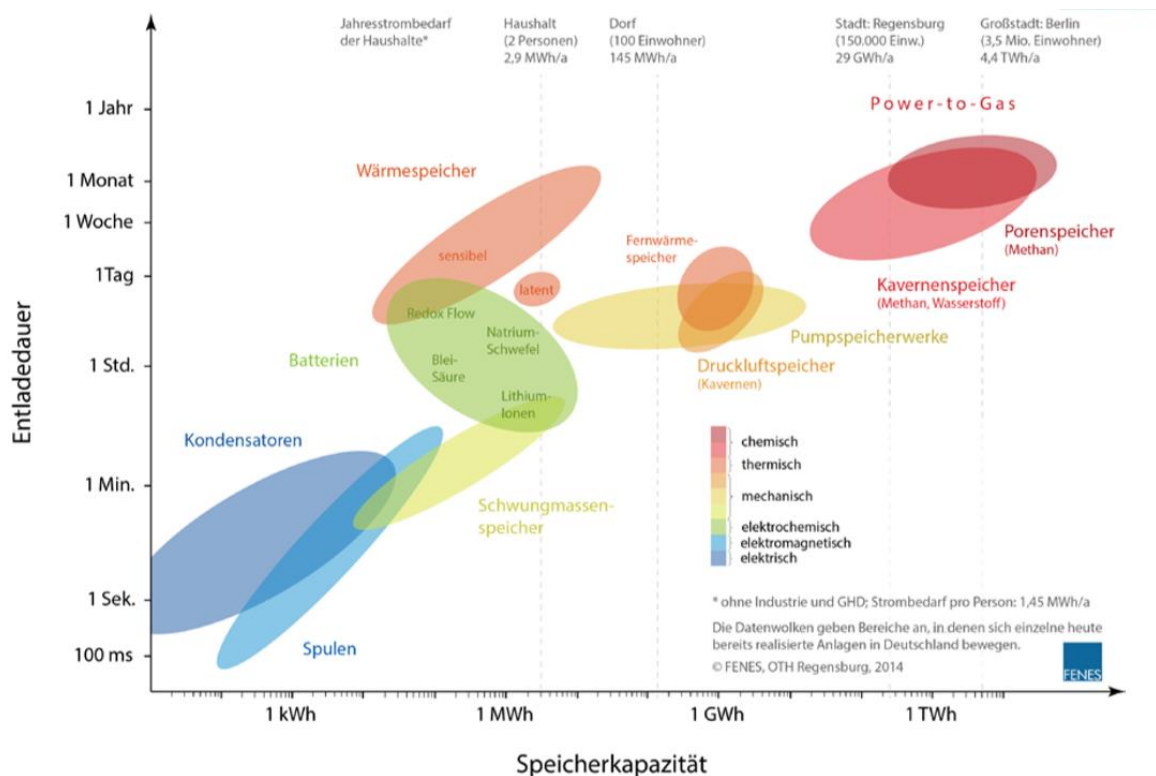 Jahresstrombedarf
der Haushalte*
Haushalt
(2 Personen)
2,9 MWh/a
Dorf
(100 Einwohner)
145 MWh/a
Stadt: Regensburg
(150.000 Einw.)
29 GWh/a
Großstadt: Berlin
(3,5 Mio. Einwohner)
4,4 TWh/a
Entladedauer
1 Jahr
1 Monat
1 Woche
1Tag
1 Std.
1 Min.
1 Sek.
100 ms
Power-to-Gas
Wärmespeicher
sensibel
latent
Fernwärme-
speicher
Porenspeicher
(Methan)
Kavernenspeicher
(Methan, Wasserstoff)
Redox Flow
Natrium-
Schwefel
Blei-
Säure
Lithium-
Ionen
Batterien
Pumpspeicherwerke
Druckluftspeicher
(Kavernen)
Kondensatoren
Schwungmassen-
speicher
Spulen
chemisch
thermisch
mechanisch
elektrochemisch
elektromagnetisch
elektrisch
* ohne Industrie und GHD; Strombedarf pro Person: 1,45 MWh/a
Die Datenwolken geben Bereiche an, in denen sich einzelne heute
bereits realisierte Anlagen in Deutschland bewegen.
© FENES, OTH Regensburg, 2014
FENES
1 kWh
1 MWh
1 GWh
1 TWh
Speicherkapazität